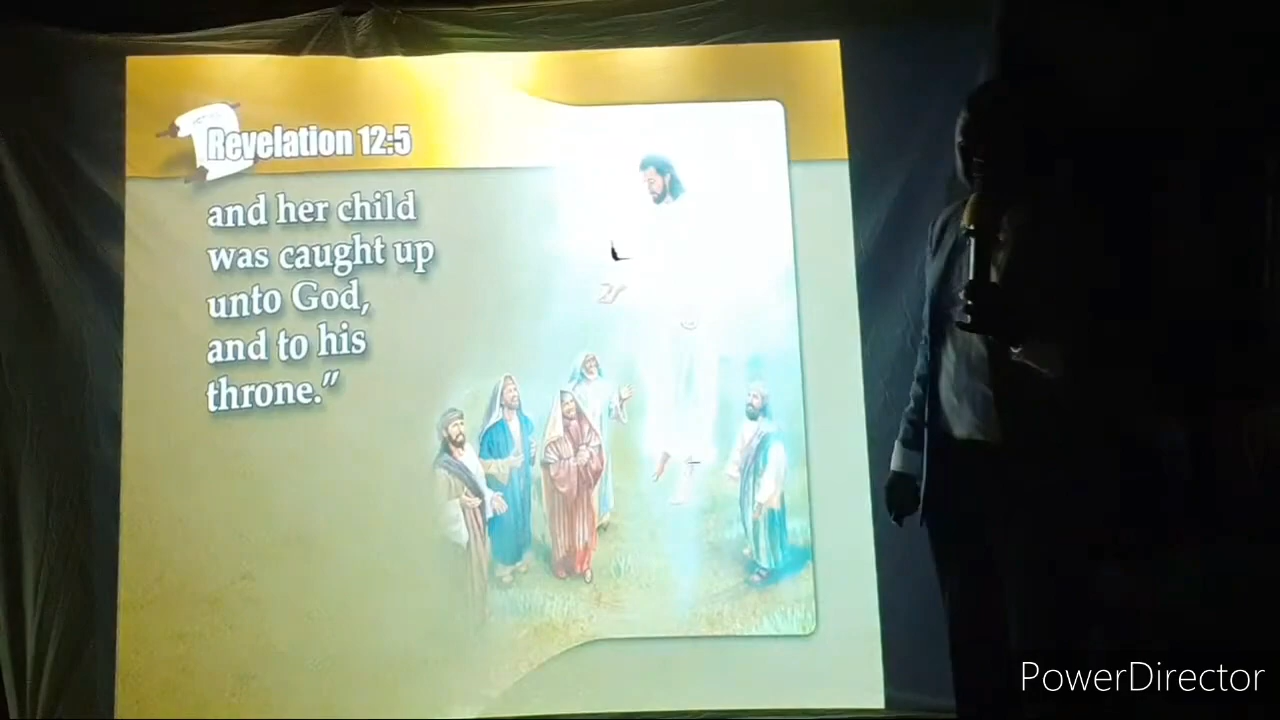 Revelation 12:5
and her child
was caught up
unto God,
and to his
throne.”
PowerDirector